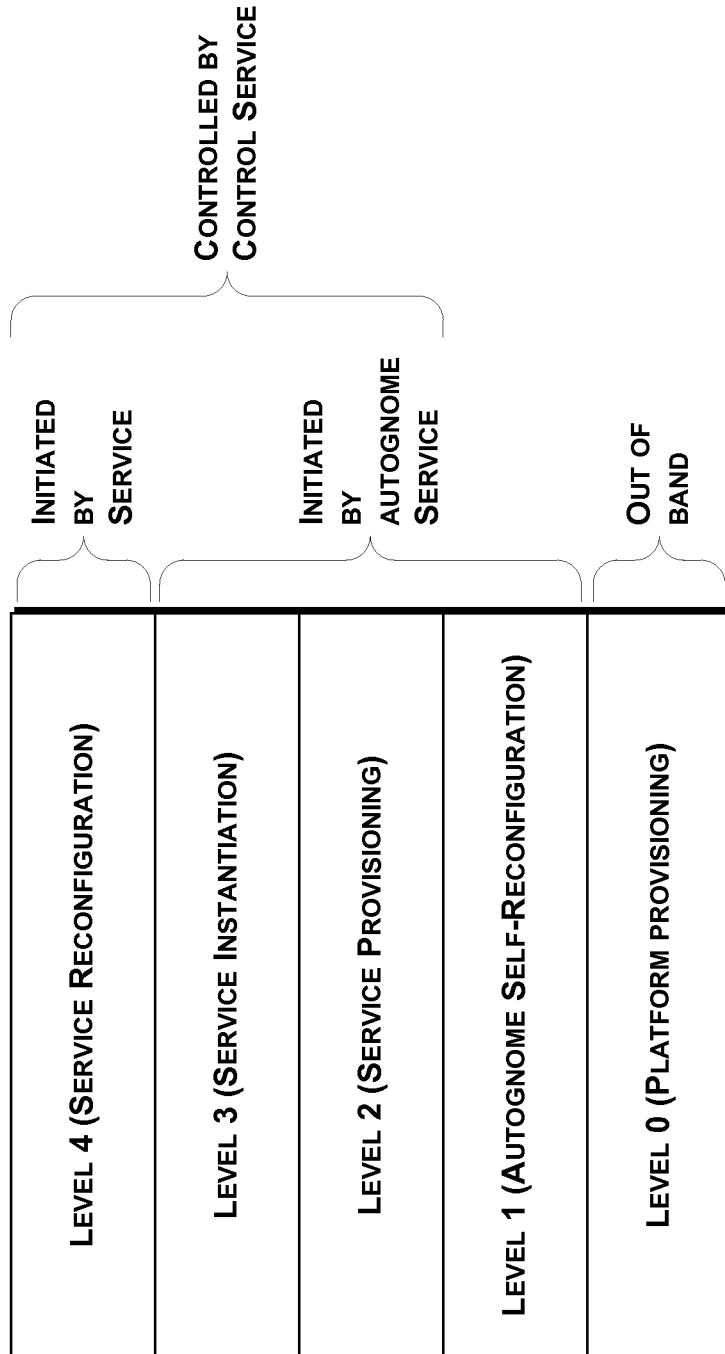 LEVEL 4 (SERVICE RECONFIGURATION)
LEVEL 3 (SERVICE INSTANTIATION)
LEVEL 2 (SERVICE PROVISIONING)
LEVEL 1 (AUTOGNOME SELF-RECONFIGURATION)
LEVEL 0 (PLATFORM PROVISIONING)
INITIATED
BY
SERVICE
INITIATED
BY AUTOGNOME
SERVICE
OUT OF
BAND
CONTROLLED BY
CONTROL SERVICE